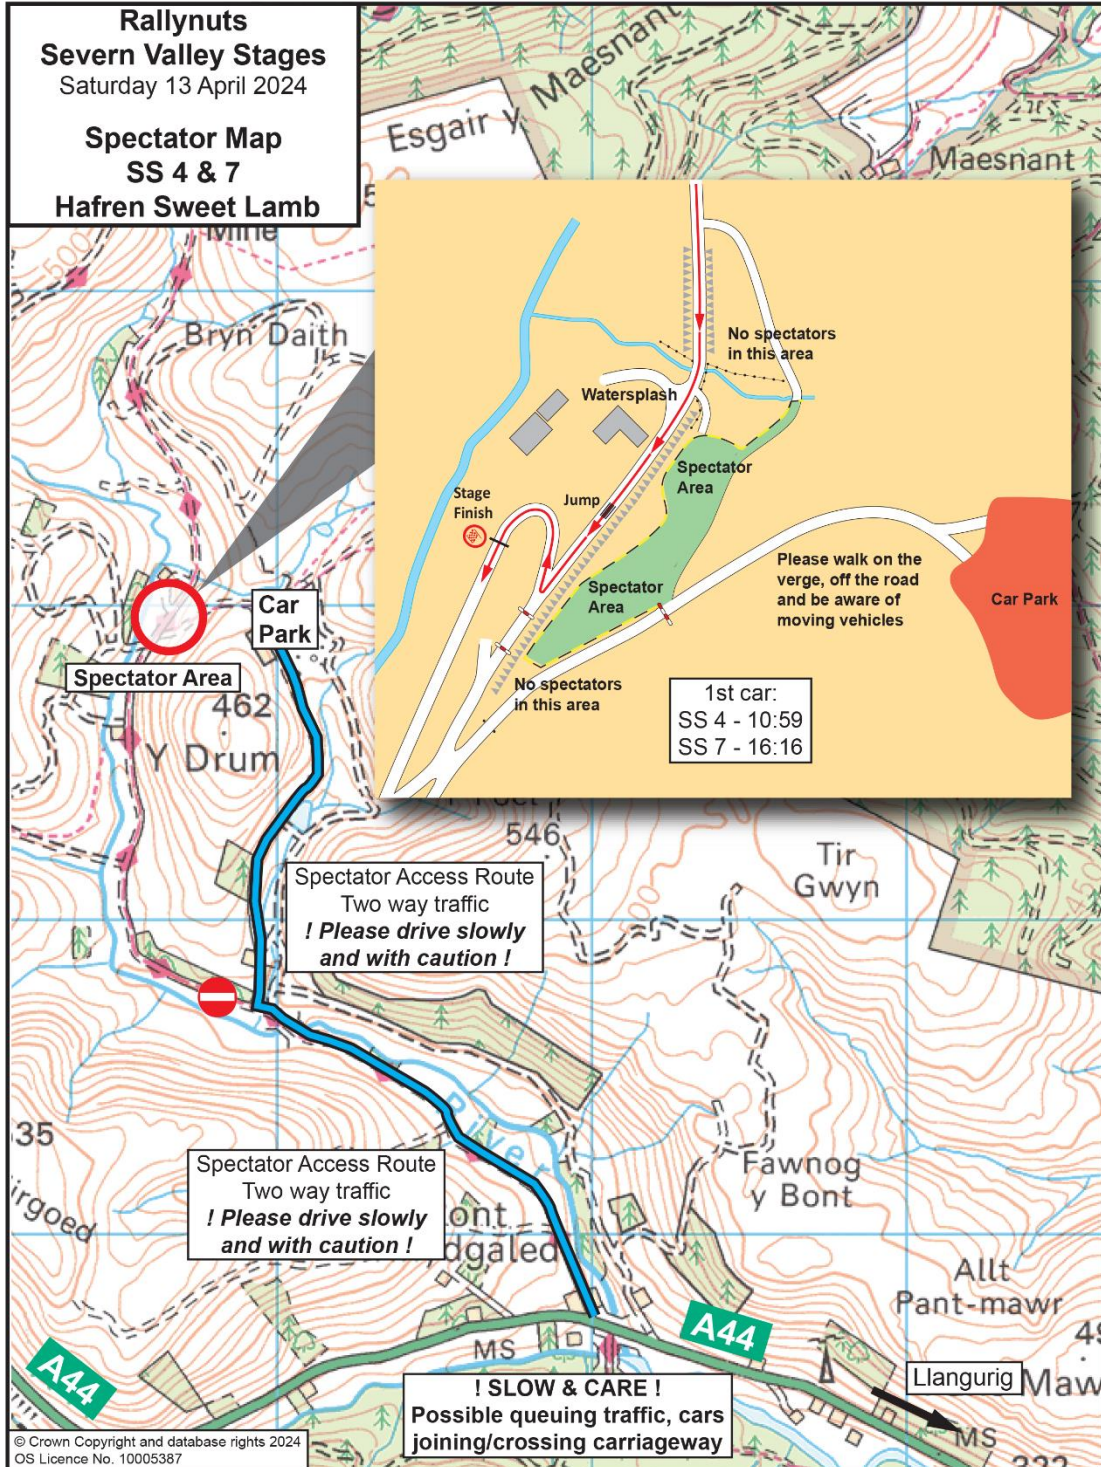 Rallynuts
Severn Valley Stages
Saturday 13 April 2024
Spectator Map
SS 4 & 7
Hafren Sweet Lamb
Esgair y Maesnant
Maesnant
Mine
Bryn Daith
No spectators
in this area
Watersplash
Spectator
Area
Stage
Finish
Jump
Spectator
Area
Please walk on the
verge, off the road
and be aware of
moving vehicles
Car Park
No spectators
in this area
1st car:
SS 4 - 10:59
SS 7 - 16:16
Car
Park
Spectator Area
462
Y Drum
546
Tir
Gwyn
Spectator Access Route
Two way traffic
! Please drive slowly
and with caution !
River
Spectator Access Route
Two way traffic
! Please drive slowly
and with caution !
Fawnog
y Bont
Allt
Pant-mawr
A44
MS
A44
Llangurig
MS
! SLOW & CARE !
Possible queuing traffic, cars
joining/crossing carriageway
© Crown Copyright and database rights 2024
OS Licence No. 10005387